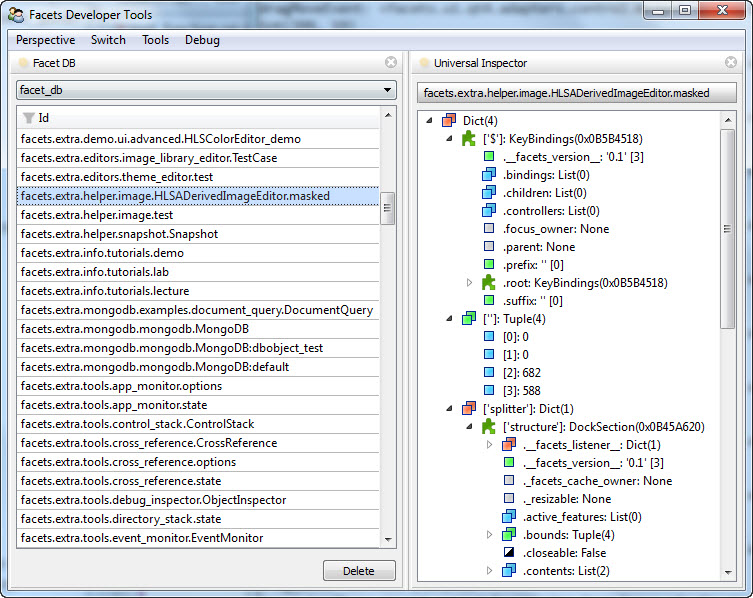 Facets Developer Tools
Perspective Switch Tools Debug
Facet DB
facet_db
Id
facets.extra.demo.ui.advanced.HLSColorEditor_demo
facets.extra.editors.image_library_editor.TestCase
facets.extra.editors.theme_editor.test
facets.extra.helper.image.HLSADerivedImageEditor.masked
facets.extra.helper.image.test
facets.extra.helper.snapshot.Snapshot
facets.extra.info.tutorials.demo
facets.extra.info.tutorials.lab
facets.extra.info.tutorials.lecture
facets.extra.mongodb.examples.document_query.DocumentQuery
facets.extra.mongodb.mongodb.MongoDB
facets.extra.mongodb.mongodb.MongoDB:dbobject_test
facets.extra.mongodb.mongodb.MongoDB:default
facets.extra.tools.app_monitor.options
facets.extra.tools.app_monitor.state
facets.extra.tools.control_stack.ControlStack
facets.extra.tools.cross_reference.CrossReference
facets.extra.tools.cross_reference.options
facets.extra.tools.cross_reference.state
facets.extra.tools.debug_inspector.ObjectInspector
facets.extra.tools.directory_stack.state
facets.extra.tools.event_monitor.EventMonitor
Delete
Universal Inspector
facets.extra.helper.image.HLSADerivedImageEditor.masked
Dict(4)
['$']: KeyBindings(0x0B5B4518)
.__facets_version__: '0.1' [3]
.bindings: List(0)
.children: List(0)
.controllers: List(0)
.focus_owner: None
.parent: None
.prefix: '' [0]
.root: KeyBindings(0x0B5B4518)
.suffix: '' [0]
['']: Tuple(4)
[0]: 0
[1]: 0
[2]: 682
[3]: 588
['splitter']: Dict(1)
['structure']: DockSection(0x0B45A620)
.__facets_listener__: Dict(1)
.__facets_version__: '0.1' [3]
._facets_cache_owner: None
._resizable: None
.active_features: List(0)
.bounds: Tuple(4)
.closeable: False
.contents: List(2)